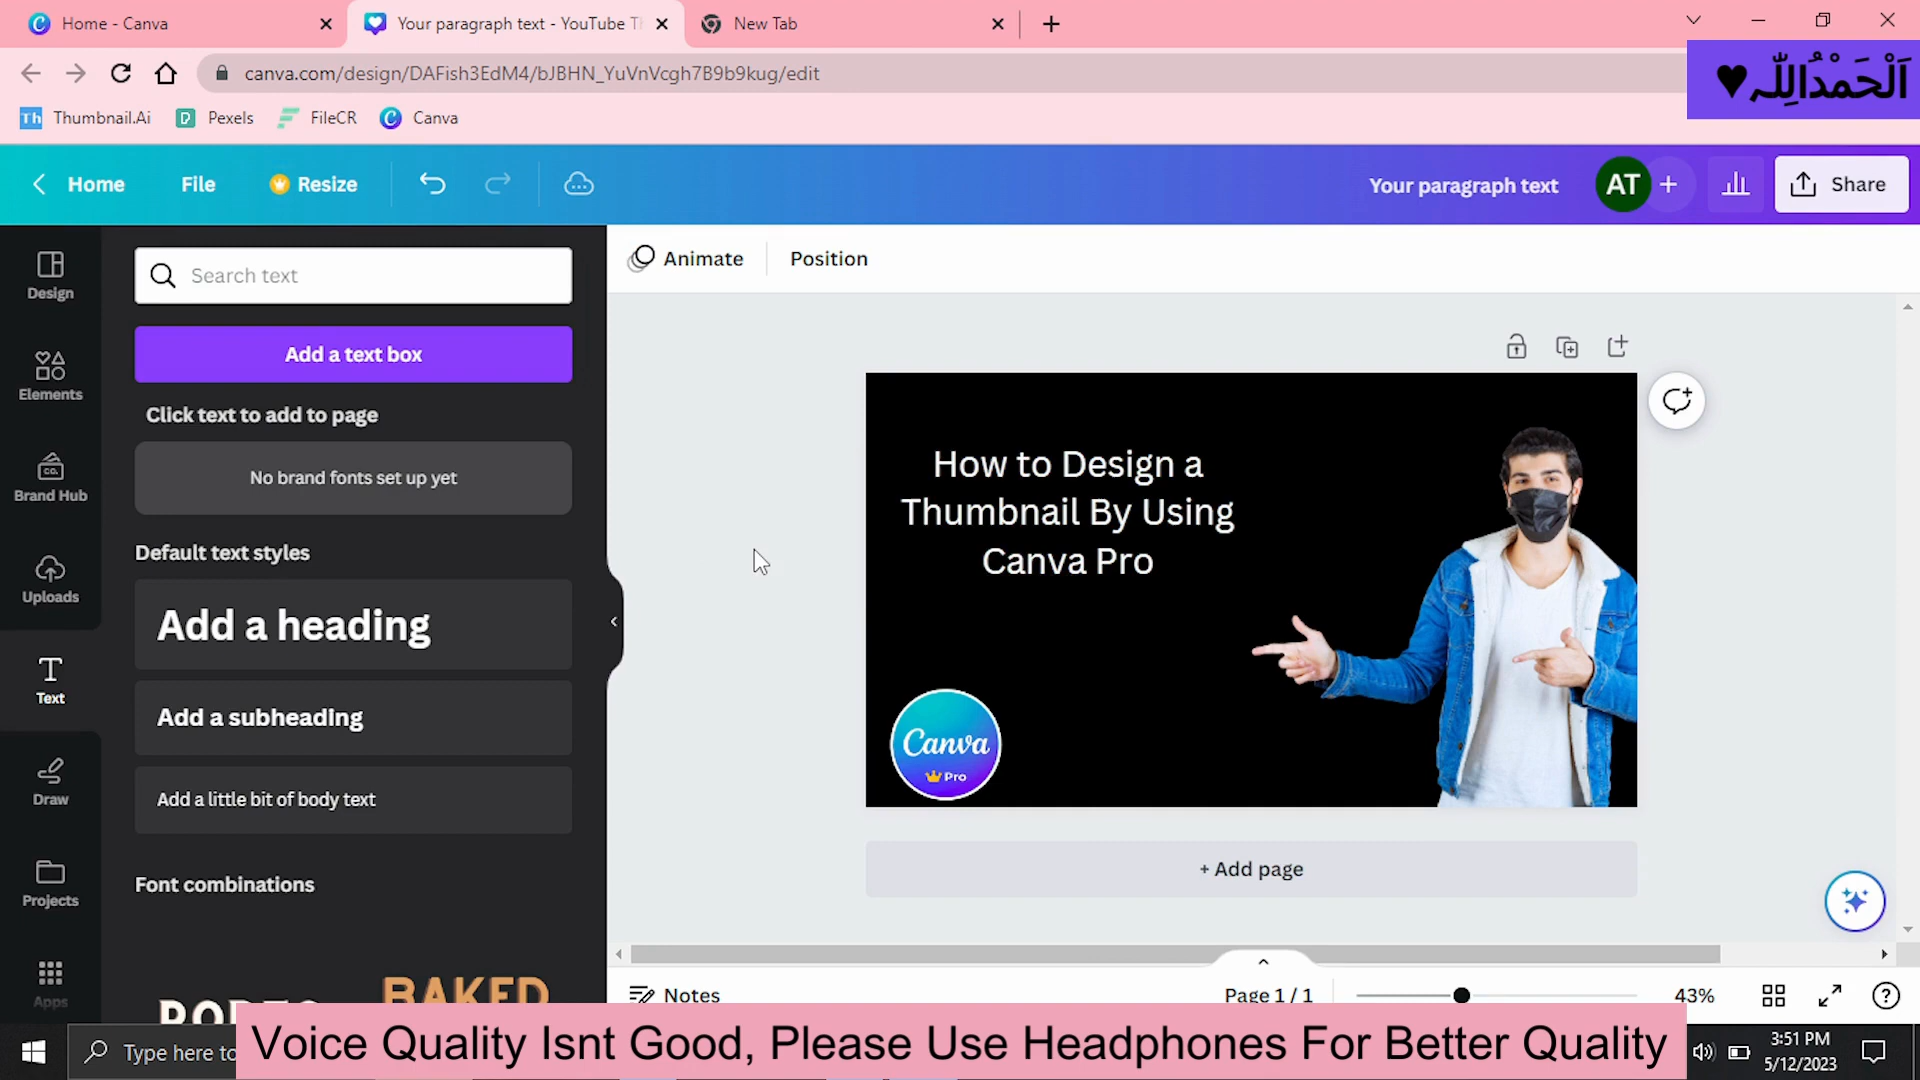 Home - Canva
Your paragraph text - YouTube Th
New Tab
canva.com/design/DAFish3EdM4/bJBHN_YuVnVcgh7B9b9kug/edit
اَلْحَمْدُاِللّٰہ♥
Th Thumbnail.Ai
Pexels
FileCR
Canva
Home
File
Resize
Your paragraph text
AT
Share
Design
Elements
CO.
Brand Hub
Uploads
Text
Draw
Projects
Apps
Search text
Add a text box
Click text to add to page
No brand fonts set up yet
Default text styles
Add a heading
Add a subheading
Add a little bit of body text
Font combinations
BAKED
Animate
Position
How to Design a
Thumbnail By Using
Canva Pro
Canva
Pro
+ Add page
Notes
Page 1 / 1
43%
Type here to
Voice Quality Isnt Good, Please Use Headphones For Better Quality
3:51 PM
5/12/2023